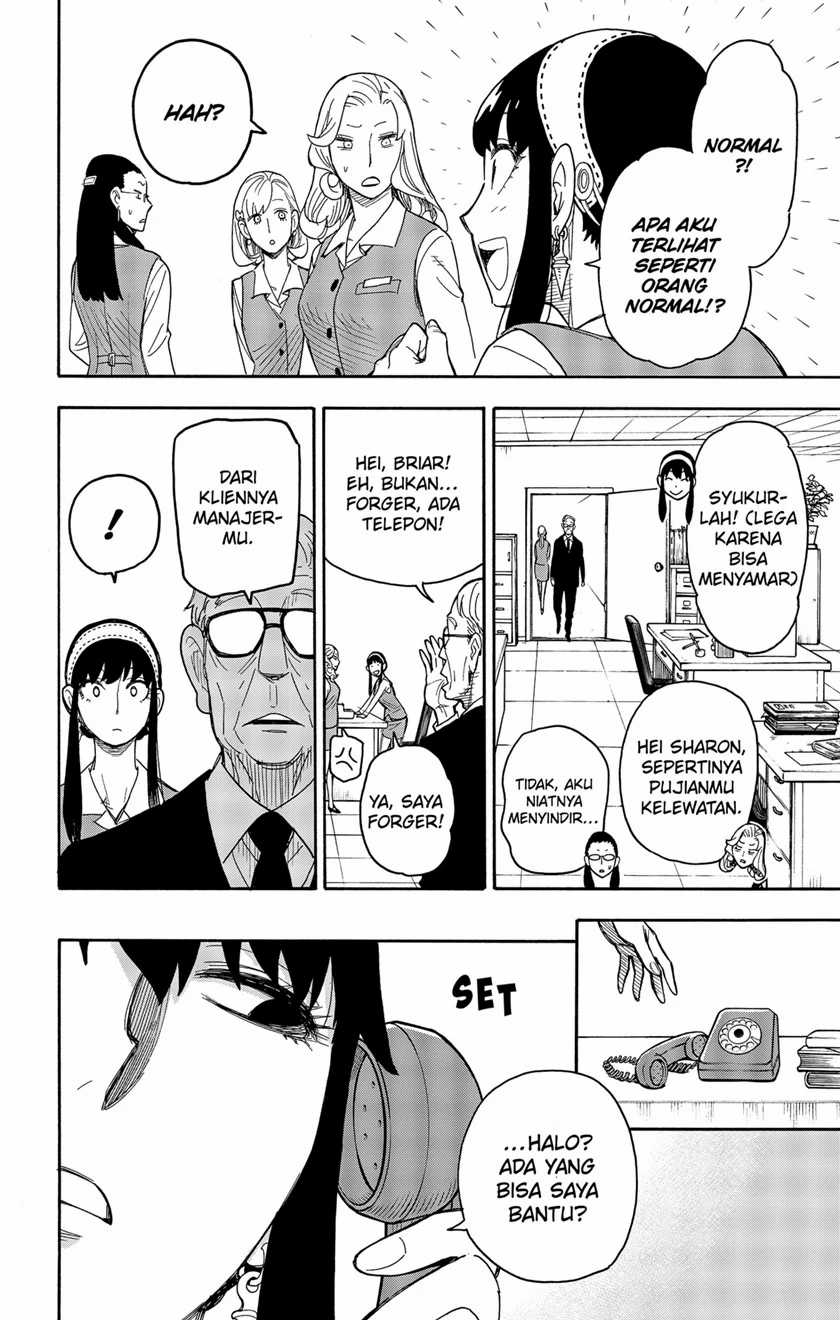 NORMAL
?!
APA AKU
TERLIHAT
SEPERTI
ORANG
NORMAL!?
HAH?
SYUKUR-
LAH! (LEGA
KARENA
BISA
MENYAMAR)
HEI SHARON,
SEPERTINYA
PUJIANMU
KELEWATAN.
TIDAK, AKU
NIATNYA
MENYINDIR...
HEI, BRIAR!
EH, BUKAN...
FORGER, ADA
TELEPON!
YA, SAYA
FORGER!
DARI
KLIENNYA
MANAJER-
MU.
!
SET
...HALO?
ADA YANG
BISA SAYA
BANTU?